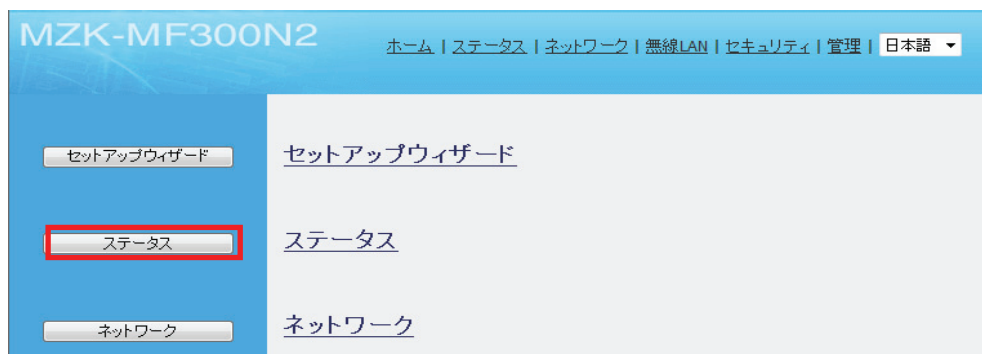 MZK-MF300N2
ホーム | ステータス | ネットワーク | 無線LAN | セキュリティ | 管理 | 日本語
セットアップウィザード セットアップウィザード
ステータス ステータス
ネットワーク ネットワーク